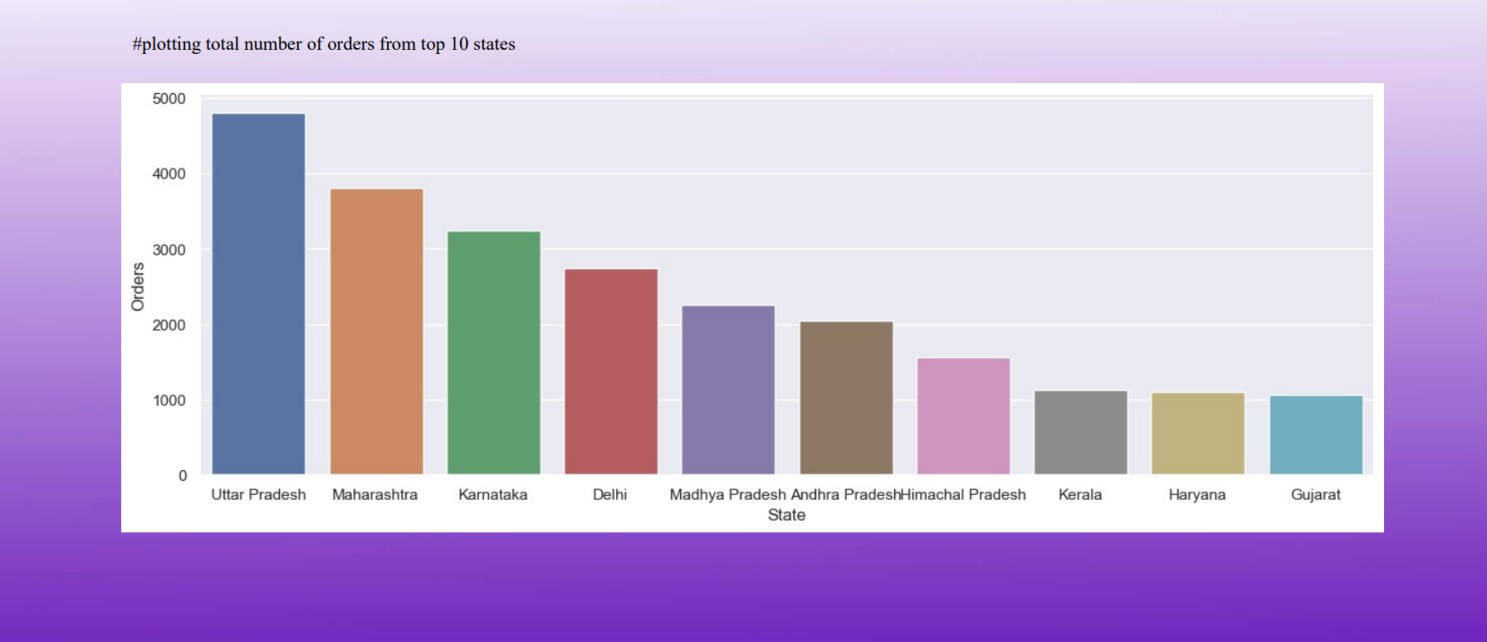 #plotting total number of orders from top 10 states
5000
4000
3000
2000
1000
0
Orders
Uttar Pradesh Maharashtra Karnataka Delhi Madhya Pradesh Andhra Pradesh Himachal Pradesh Kerala Haryana Gujarat
State